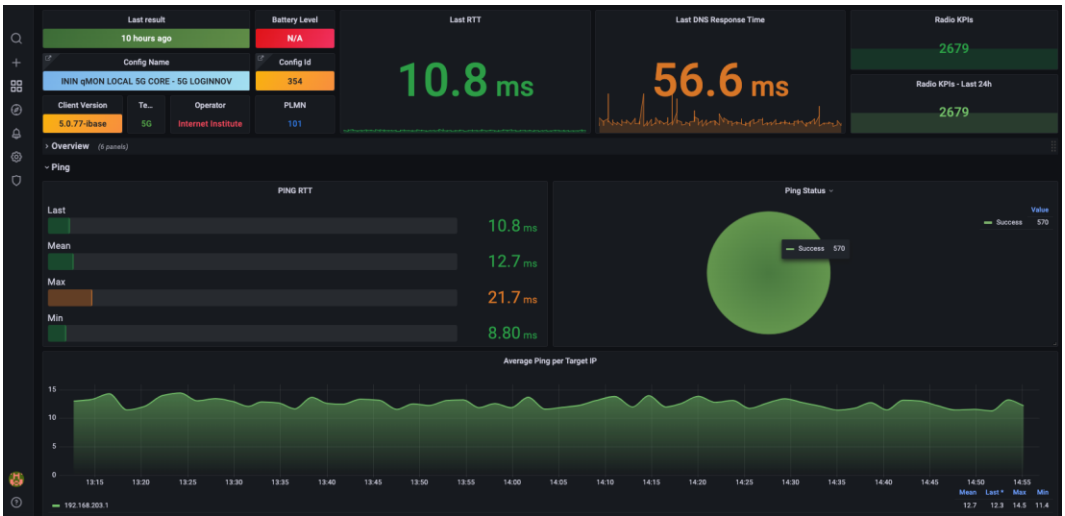 Last result
10 hours ago
Battery Level
N/A
Config Name
ININ qMON LOCAL 5G CORE - 5G LOGINNOV
Config Id
354
Client Version
5.0.77-ibase
Te...
5G
Operator
Internet Institute
PLMN
101
Last RTT
10.8 ms
Last DNS Response Time
56.6 ms
Radio KPIs
2679
Radio KPIs - Last 24h
2679
Overview (6 panels)
Ping
PING RTT
Last
10.8 ms
Mean
12.7 ms
Max
21.7 ms
Min
8.80 ms
Ping Status
Value
Success 570
Success 570
Average Ping per Target IP
15
10
5
0
13:15 13:20 13:25 13:30 13:35 13:40 13:45 13:50 13:55 14:00 14:05 14:10 14:15 14:20 14:25 14:30 14:35 14:40 14:45 14:50 14:55
Mean Last* Max Min
192.168.203.1 12.7 12.3 14.5 11.4